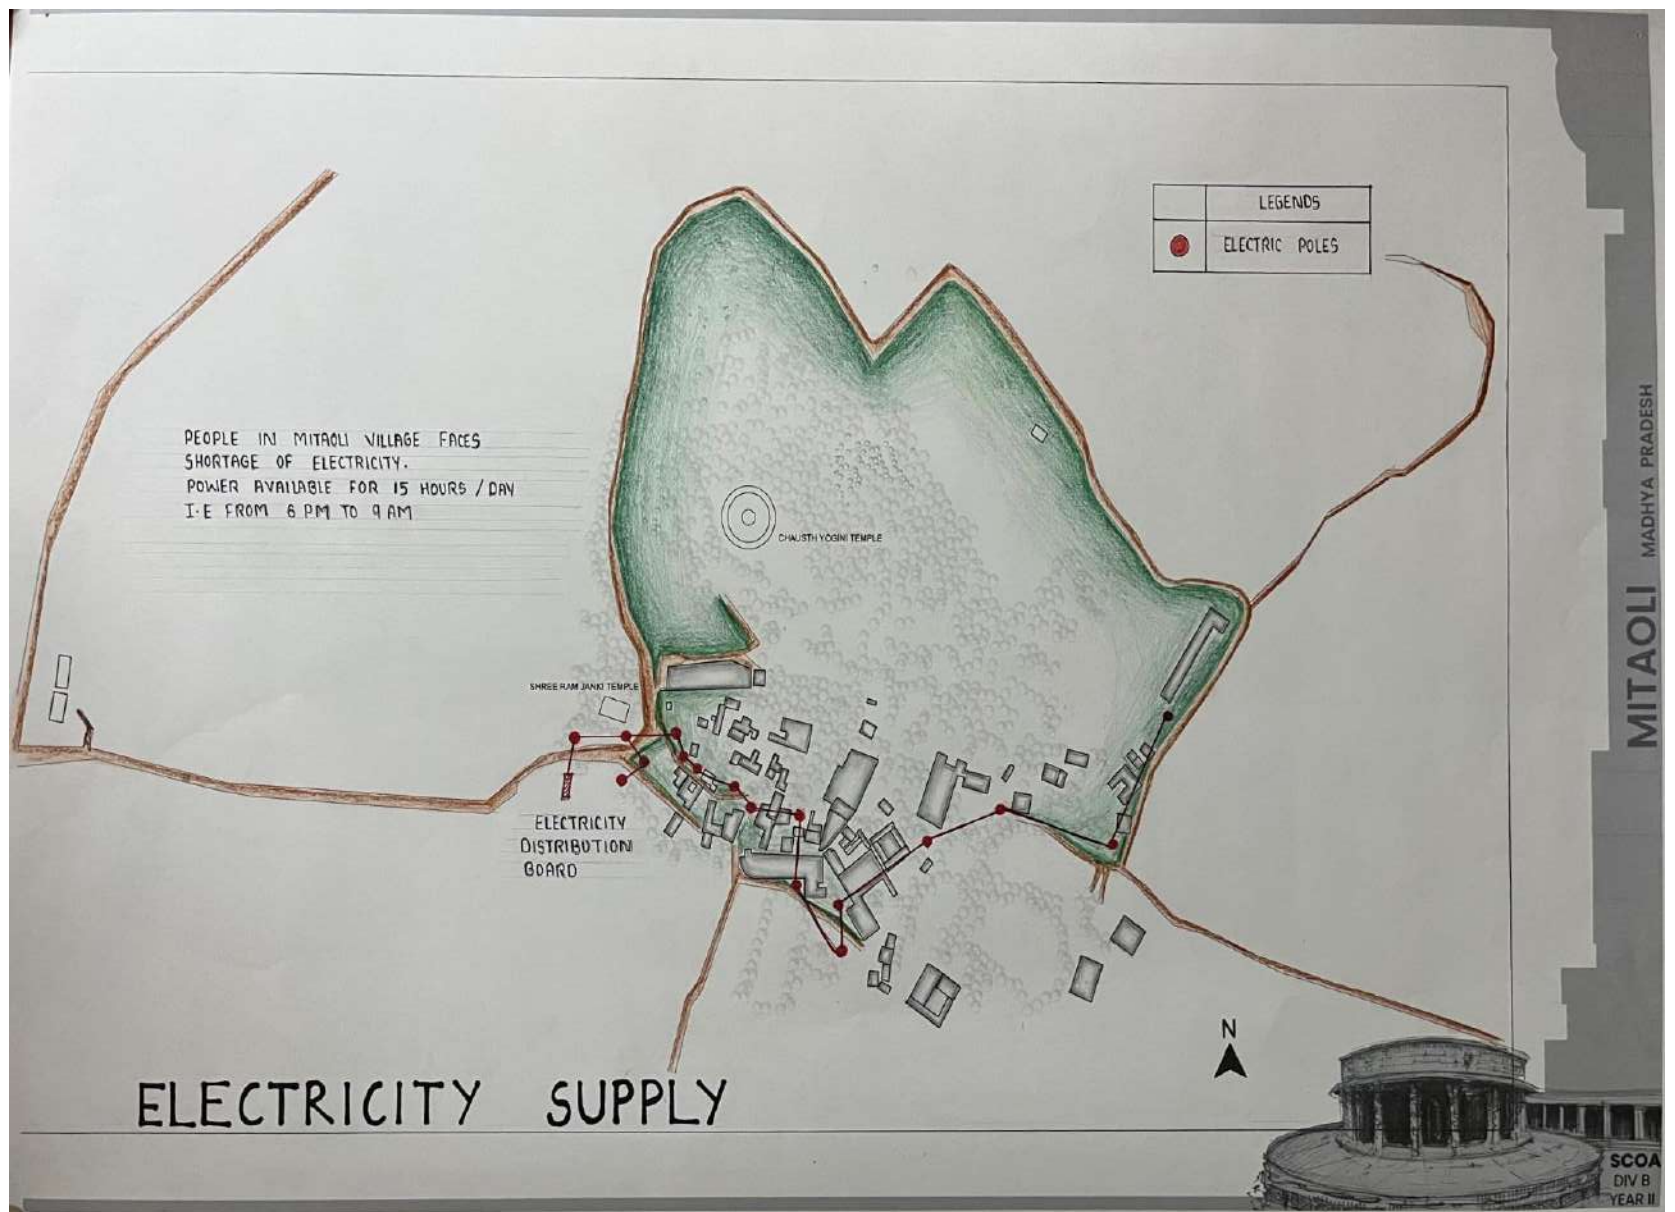 LEGENDS
ELECTRIC POLES
PEOPLE IN MITAOLI VILLAGE FACES
SHORTAGE OF ELECTRICITY.
POWER AVAILABLE FOR 15 HOURS / DAY
I.E FROM 6 PM TO 9 AM
CHAUSTH YOGINI TEMPLE
SHREE RAM JANKI TEMPLE
ELECTRICITY
DISTRIBUTION
BOARD
N
ELECTRICITY SUPPLY
MITAOLI MADHYA PRADESH
SCOA
DIV B
YEAR II